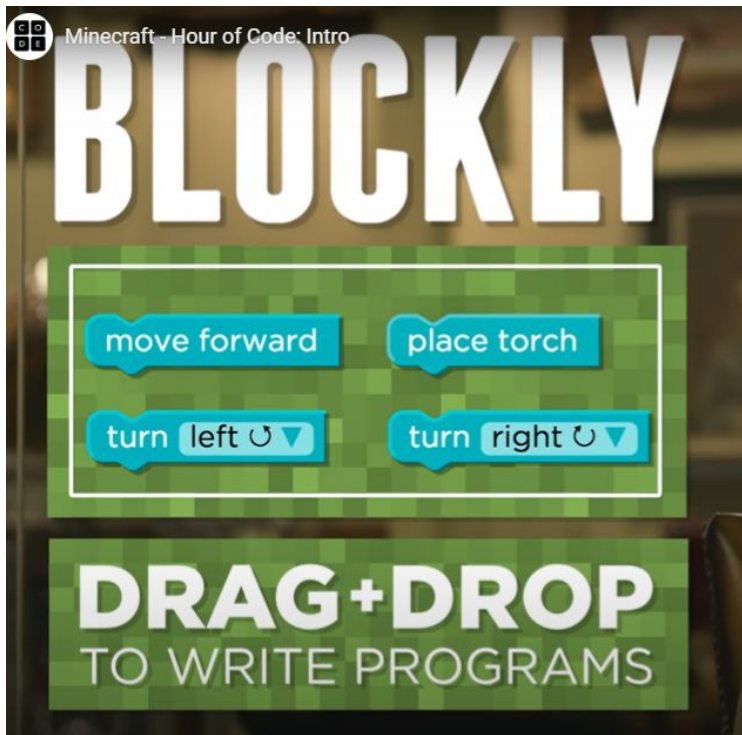 CODE
Minecraft - Hour of Code: Intro
BLOCKLY
move forward
place torch
turn left
turn right
DRAG+DROP
TO WRITE PROGRAMS